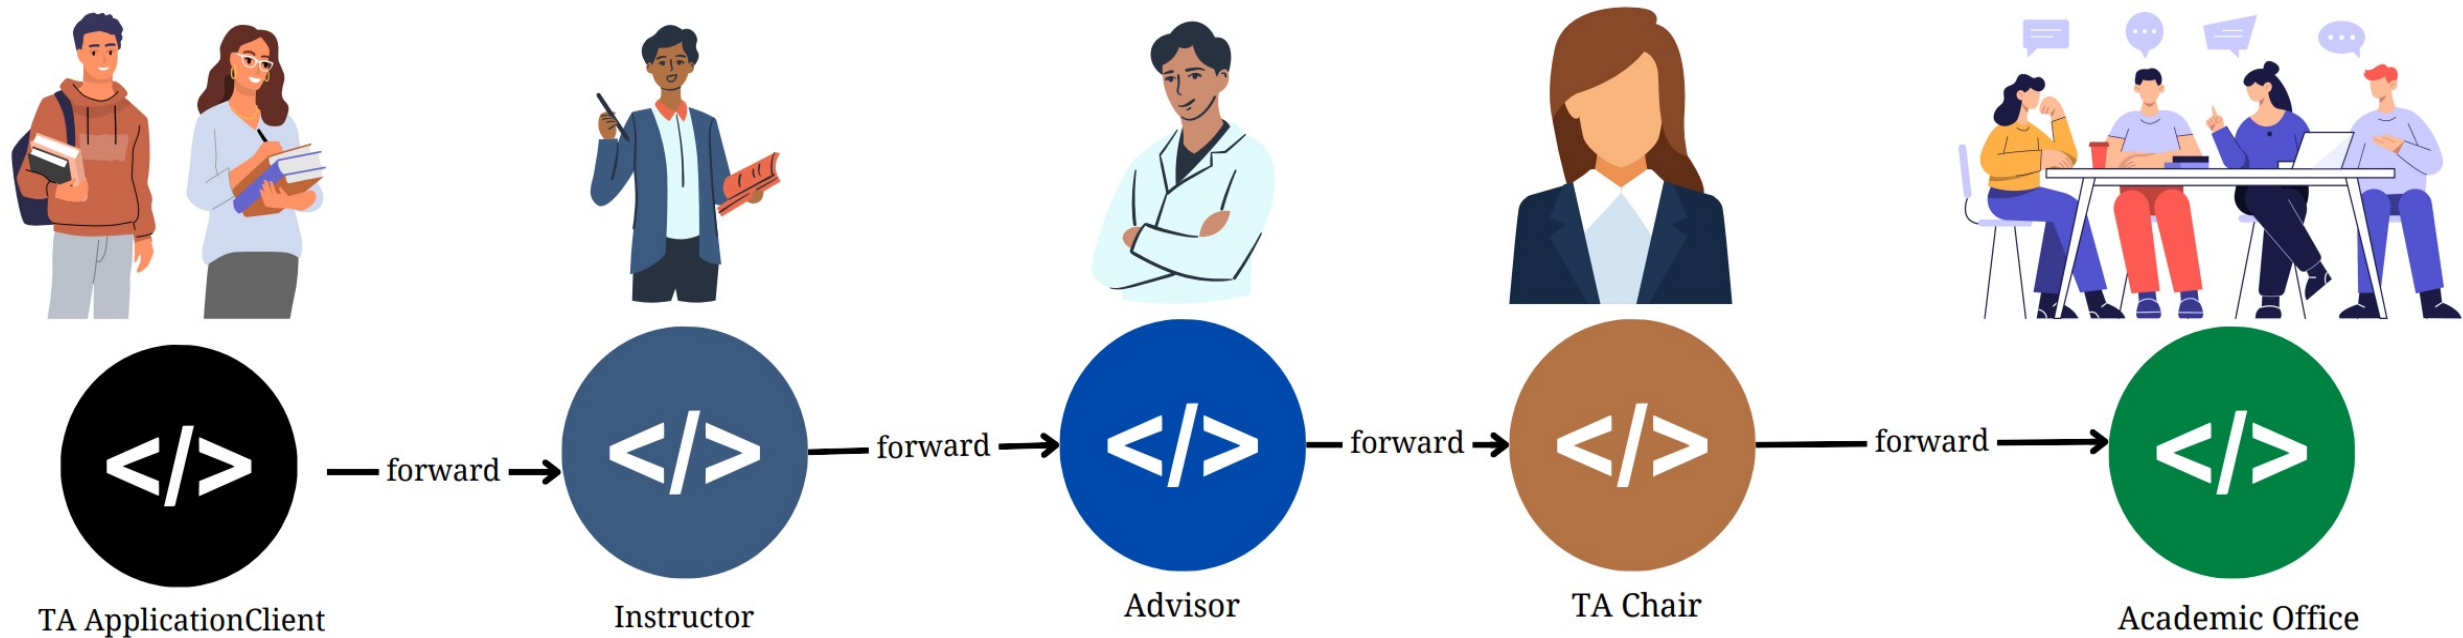 </>
</>
</>
</>
</>
forward
forward
forward
forward
TA ApplicationClient
Instructor
Advisor
TA Chair
Academic Office